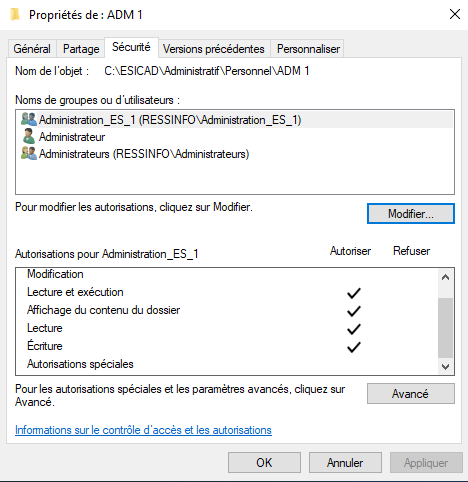 Propriétés de : ADM 1
Général Partage Sécurité Versions précédentes Personnaliser
Nom de l'objet : C:\ESICAD\Administratif\Personnel\ADM 1
Noms de groupes ou d'utilisateurs :
Administration_ES_1 (RESSINFO\Administration_ES_1)
Administrateur
Administrateurs (RESSINFO\Administrateurs)
Pour modifier les autorisations, cliquez sur Modifier.
Modifier...
Autorisations pour Administration_ES_1 Autoriser Refuser
Modification
Lecture et exécution
Affichage du contenu du dossier
Lecture
Écriture
Autorisations spéciales
Pour les autorisations spéciales et les paramètres avancés, cliquez sur
Avancé.
Avancé
Informations sur le contrôle d'accès et les autorisations
OK Annuler Appliquer